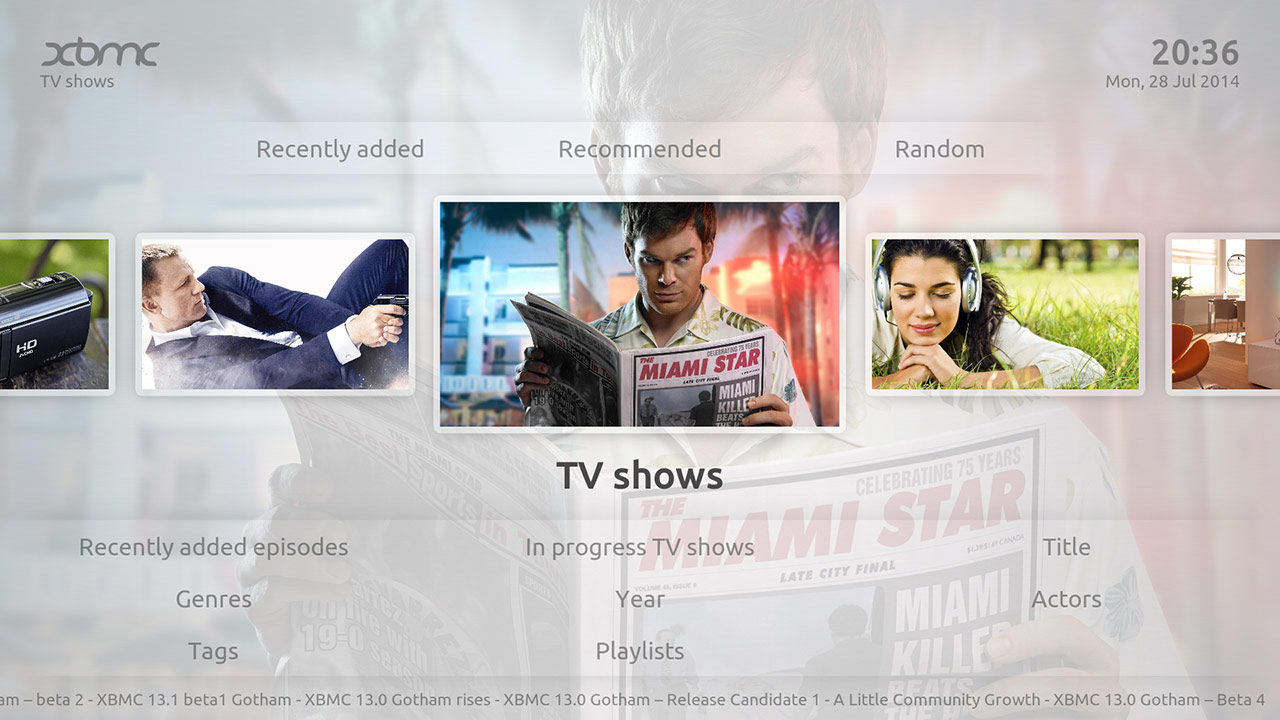 xbmc
TV shows
20:36
Mon, 28 Jul 2014
Recently added
Recommended
Random
HD
AVCHD
CELEBRATING 75 YEARS
THE
MIAMI STAR
LATE CITY FINAL
MIAMI
KILLER
BEATS
TV shows
CELEBRATING 75 YEARS
THE
MIAMI STAR
LATE CITY FINAL
MIAMI
KILLE
BEATS
Recently added episodes
In progress TV shows
Title
Genres
Year
Actors
Tags
Playlists
am – beta 2 - XBMC 13.1 beta1 Gotham - XBMC 13.0 Gotham rises - XBMC 13.0 Gotham – Release Candidate 1 - A Little Community Growth - XBMC 13.0 Gotham – Beta 4